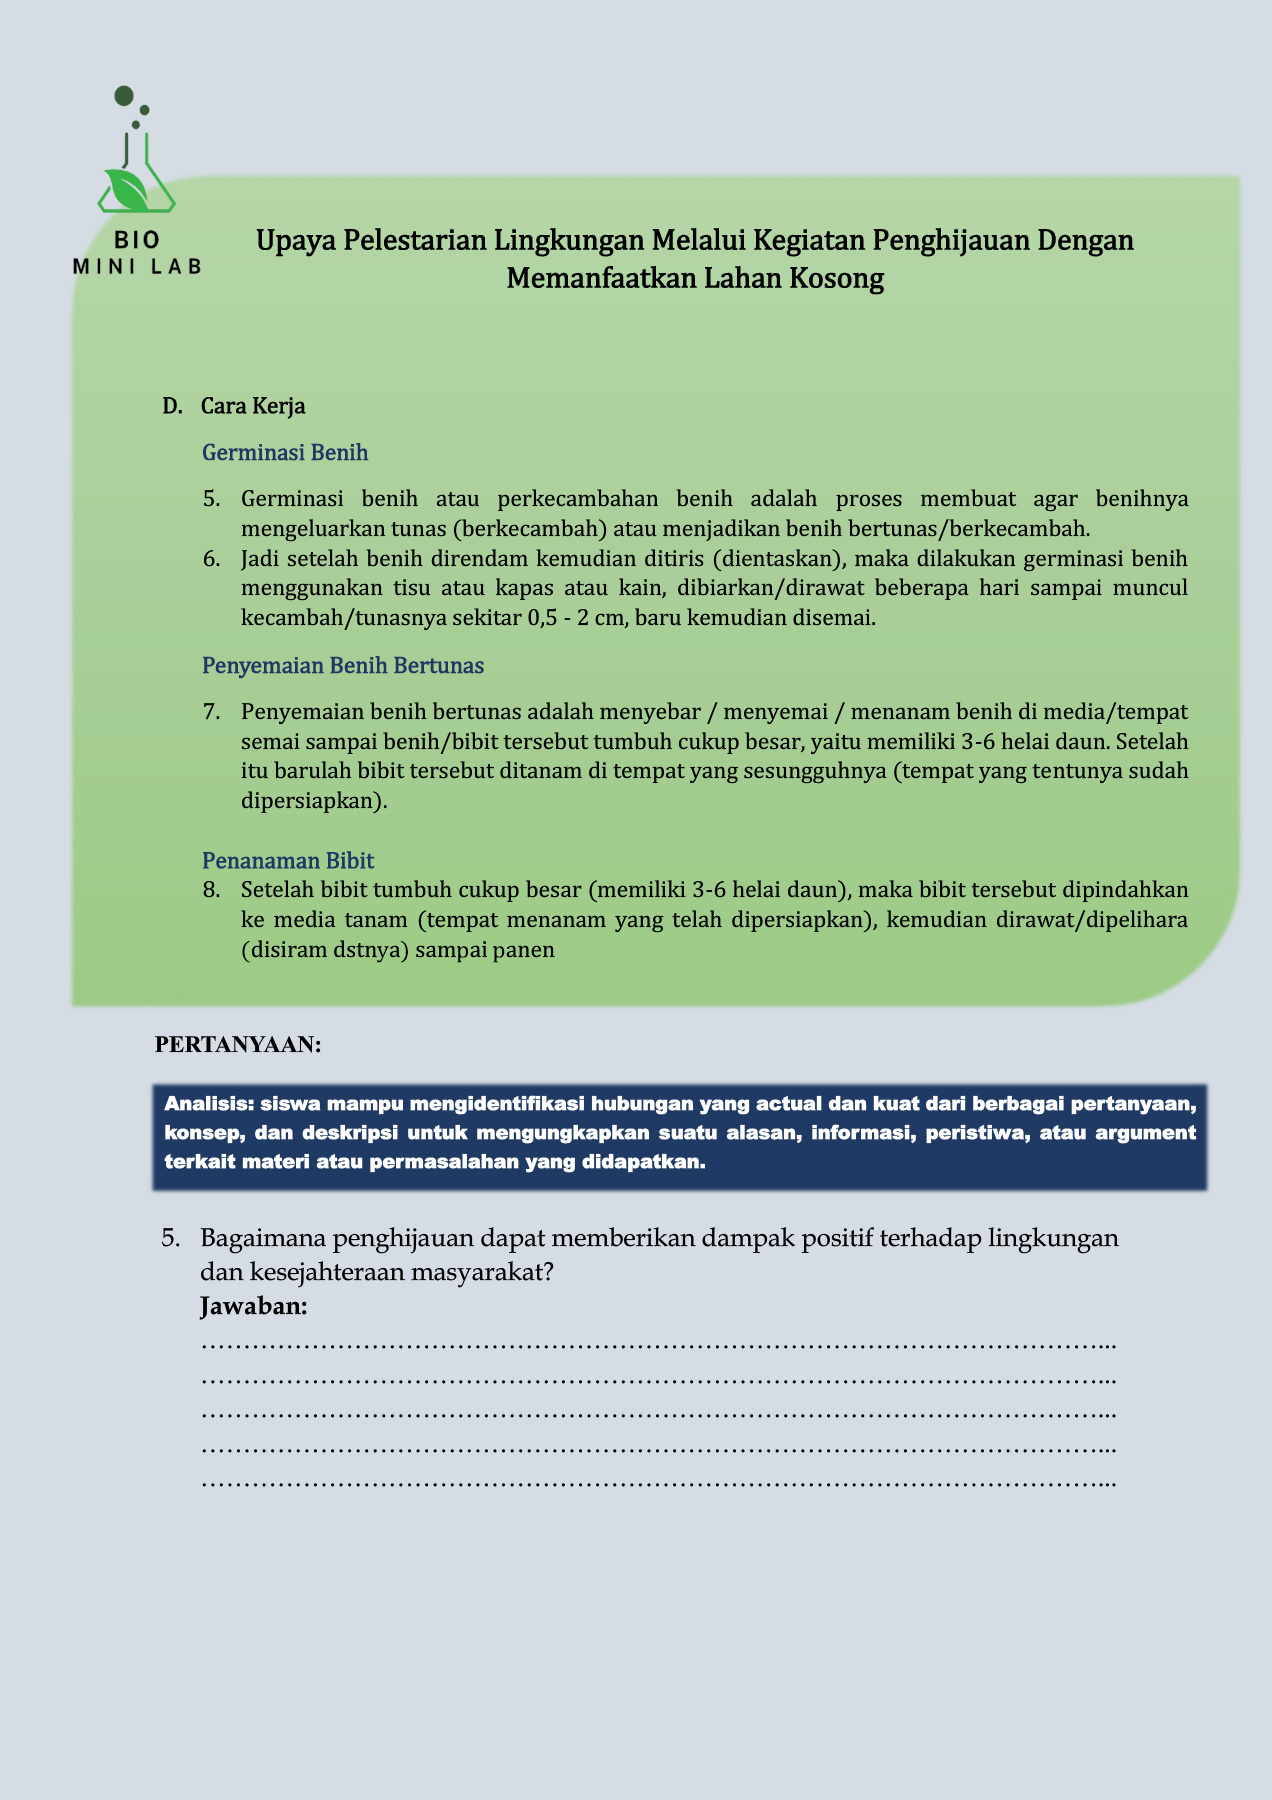 BIO
MINI LAB
Upaya Pelestarian Lingkungan Melalui Kegiatan Penghijauan Dengan
Memanfaatkan Lahan Kosong
D. Cara Kerja
Germinasi Benih
5. Germinasi benih atau perkecambahan benih adalah proses membuat agar benihnya
mengeluarkan tunas (berkecambah) atau menjadikan benih bertunas/berkecambah.
6. Jadi setelah benih direndam kemudian ditiris (dientaskan), maka dilakukan germinasi benih
menggunakan tisu atau kapas atau kain, dibiarkan/dirawat beberapa hari sampai muncul
kecambah/tunasnya sekitar 0,5 - 2 cm, baru kemudian disemai.
Penyemaian Benih Bertunas
7. Penyemaian benih bertunas adalah menyebar / menyemai / menanam benih di media/tempat
semai sampai benih/bibit tersebut tumbuh cukup besar, yaitu memiliki 3-6 helai daun. Setelah
itu barulah bibit tersebut ditanam di tempat yang sesungguhnya (tempat yang tentunya sudah
dipersiapkan).
Penanaman Bibit
8. Setelah bibit tumbuh cukup besar (memiliki 3-6 helai daun), maka bibit tersebut dipindahkan
ke media tanam (tempat menanam yang telah dipersiapkan), kemudian dirawat/dipelihara
(disiram dstnya) sampai panen
PERTANYAAN:
Analisis: siswa mampu mengidentifikasi hubungan yang actual dan kuat dari berbagai pertanyaan,
konsep, dan deskripsi untuk mengungkapkan suatu alasan, informasi, peristiwa, atau argument
terkait materi atau permasalahan yang didapatkan.
5. Bagaimana penghijauan dapat memberikan dampak positif terhadap lingkungan
dan kesejahteraan masyarakat?
Jawaban:
……………………………………………………………………………………………...
……………………………………………………………………………………………...
……………………………………………………………………………………………...
……………………………………………………………………………………………...
……………………………………………………………………………………………...